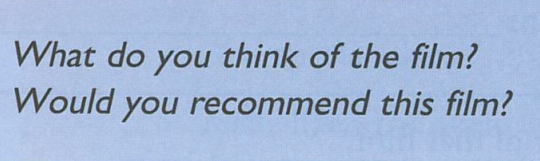 What do you think of the film?
Would you recommend this film?